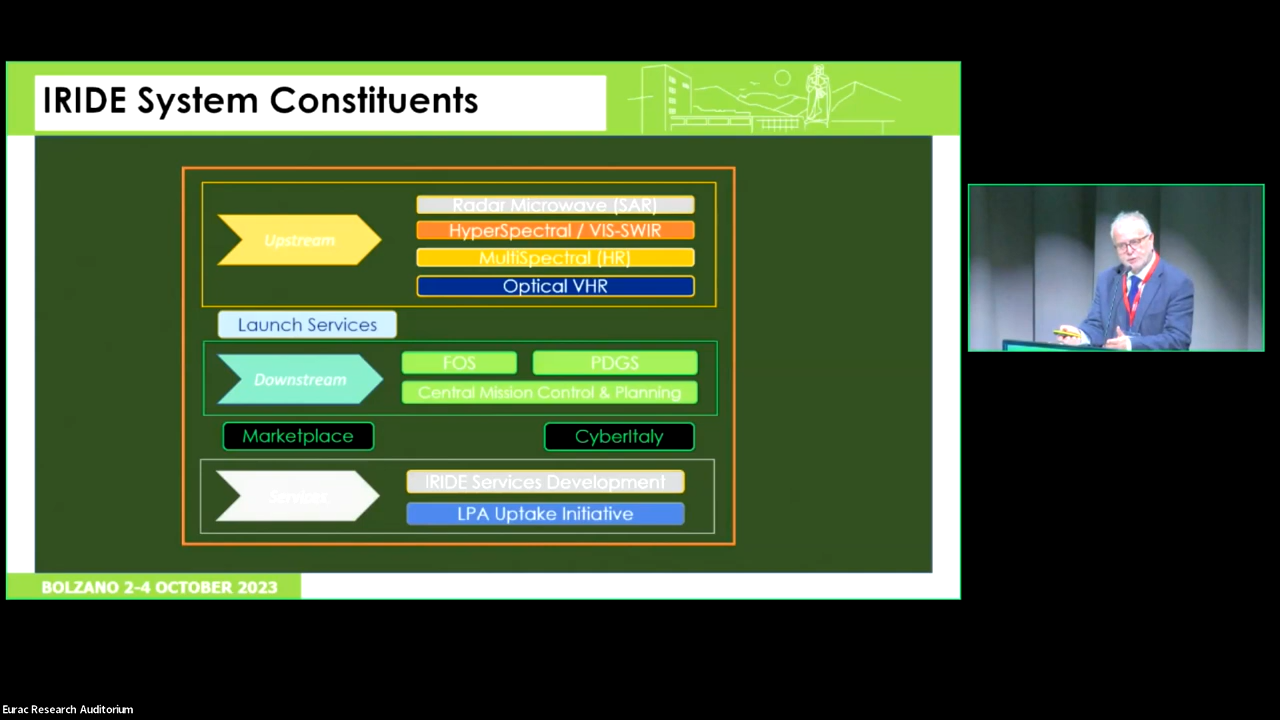 IRIDE System Constituents
Upstream
Radar Microwave (SAR)
HyperSpectral / VIS-SWIR
MultiSpectral (HR)
Optical VHR
Launch Services
Downstream
FOS
PDGS
Central Mission Control & Planning
Marketplace
CyberItaly
Services
IRIDE Services Development
LPA Uptake Initiative
BOLZANO 2-4 OCTOBER 2023
Eurac Research Auditorium